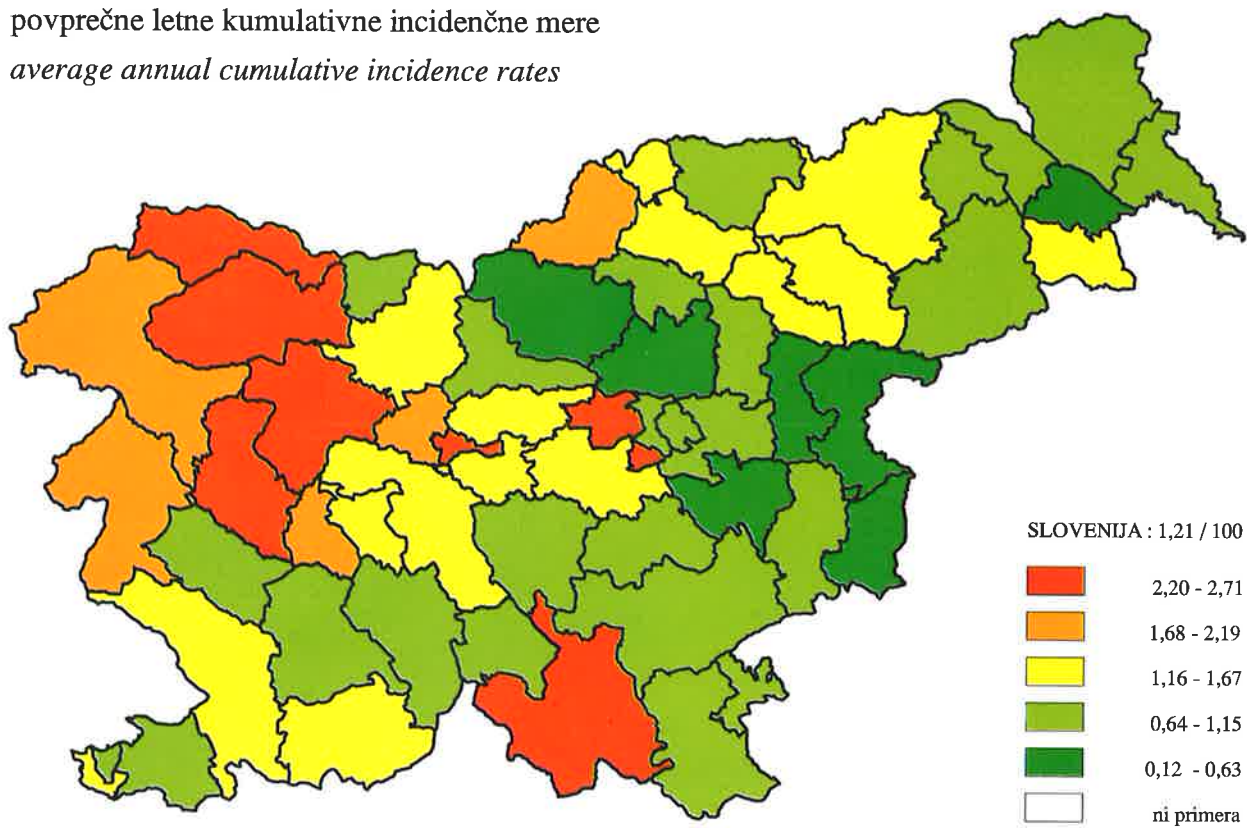 povprečne letne kumulativne incidenčne mere
average annual cumulative incidence rates
SLOVENIJA : 1,21 / 100
2,20 - 2,71
1,68 - 2,19
1,16 - 1,67
0,64 - 1,15
0,12 - 0,63
ni primera